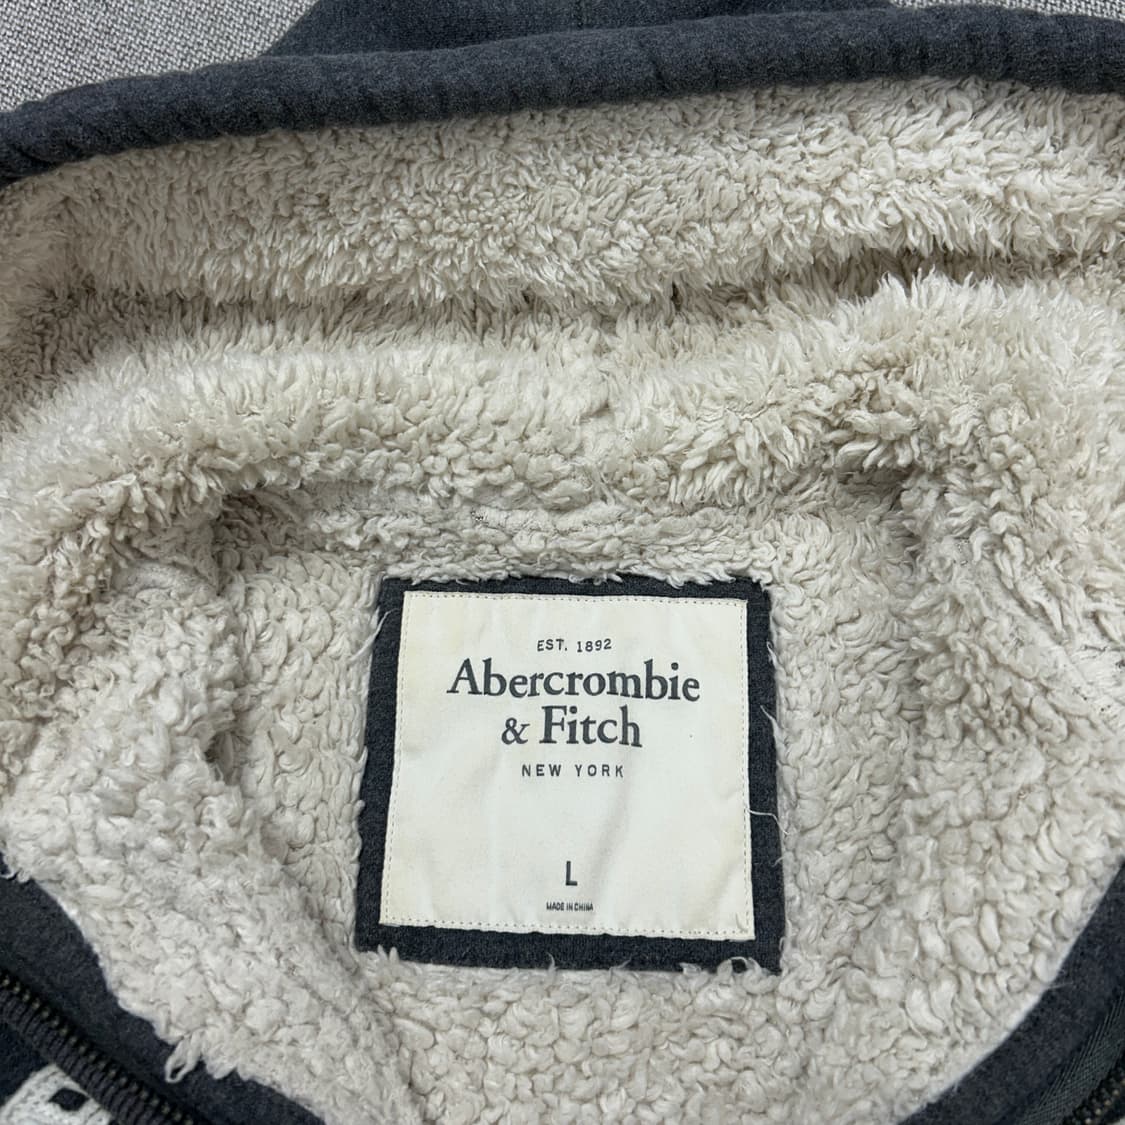 EST. 1892
Abercrombie
& Fitch
NEW YORK
L
MADE IN CHINA